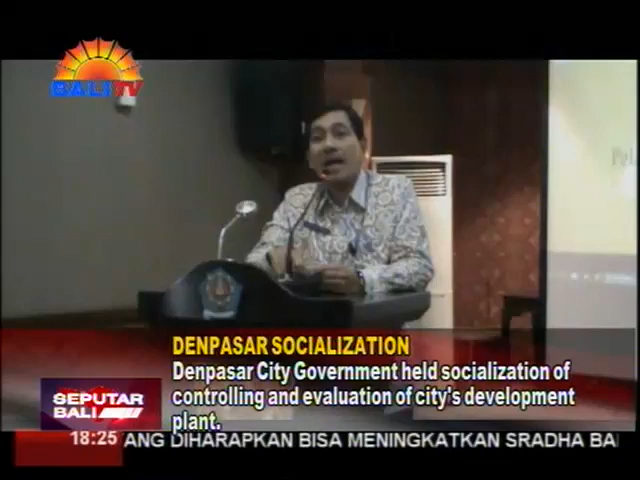 BALI TV
DENPASAR SOCIALIZATION
Denpasar City Government held socialization of
controlling and evaluation of city's development
plant.
SEPUTAR
BALI
18:25 ANG DIHARAPKAN BISA MENINGKATKAN SRADHA BA